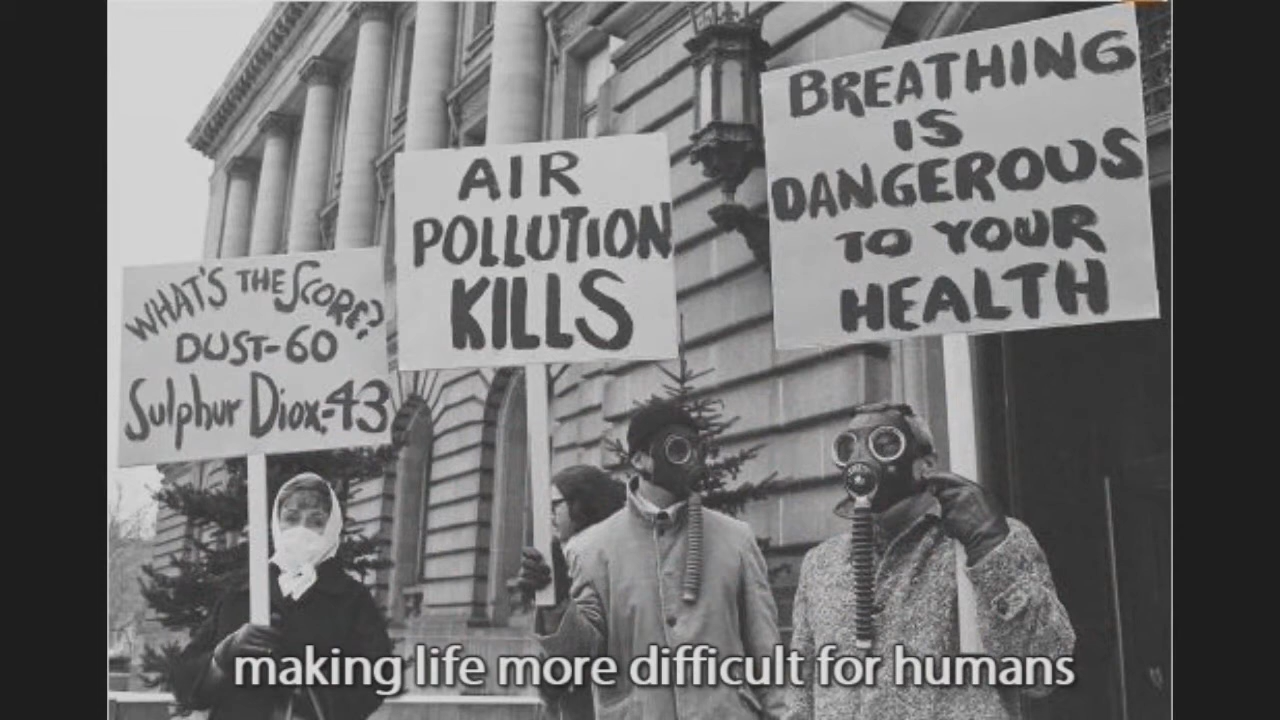 WHAT'S THE SCORE?
DUST-60
Sulphur Diox-43
AIR
POLLUTION
KILLS
BREATHING
IS
DANGEROUS
TO YOUR
HEALTH
making life more difficult for humans